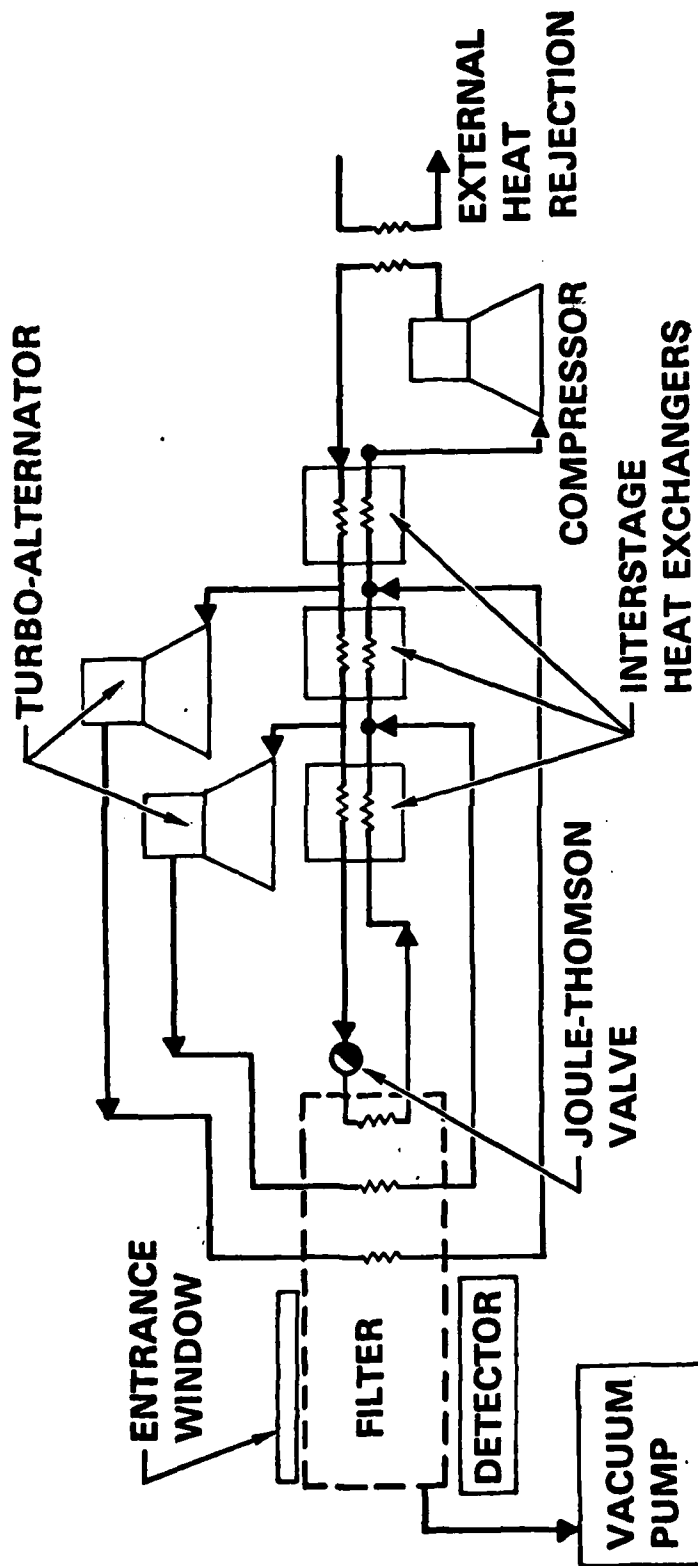 TURBO-ALTERNATOR
ENTRANCE
WINDOW
FILTER
DETECTOR
VACUUM
PUMP
JOULE-THOMSON
VALVE
INTERSTAGE
HEAT EXCHANGERS
COMPRESSOR
EXTERNAL
HEAT
REJECTION